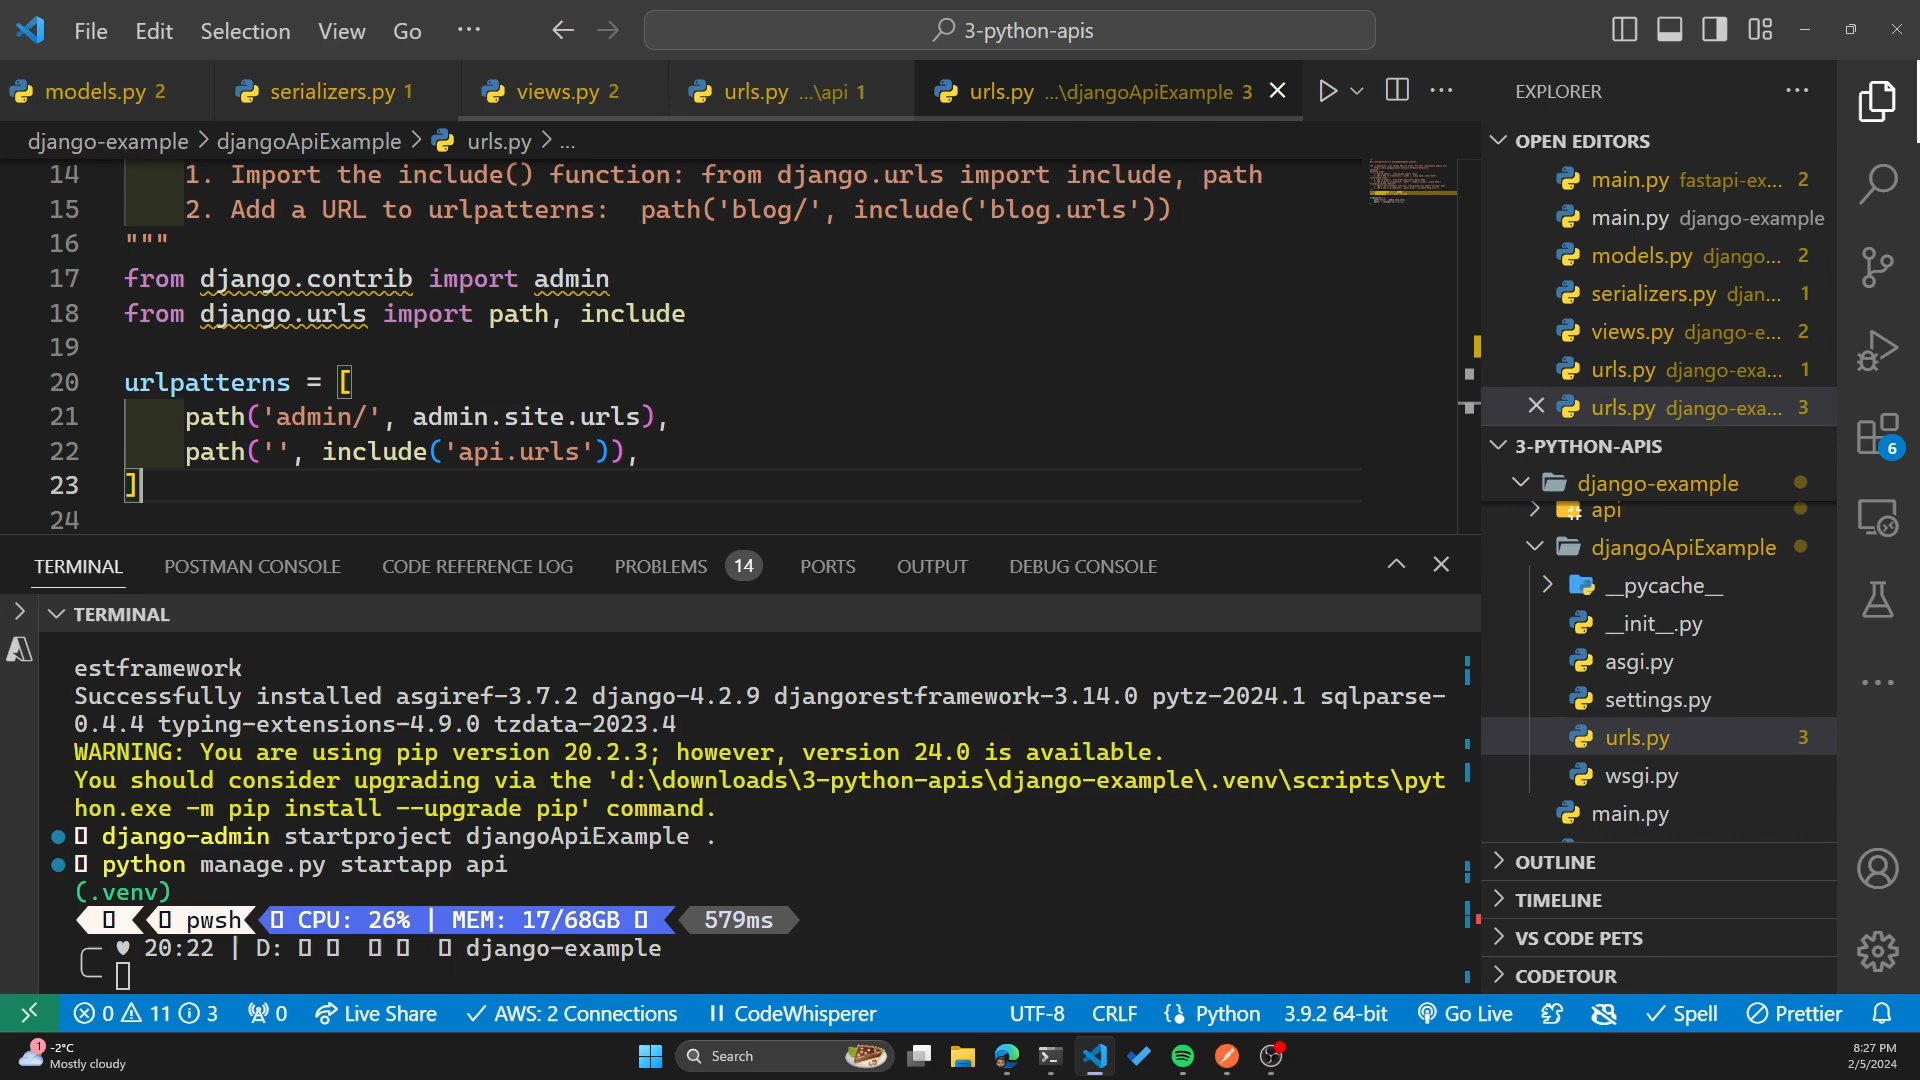 File Edit Selection View Go ···
3-python-apis
models.py 2
serializers.py 1
views.py 2
urls.py ...\api 1
urls.py ...\djangoApiExample 3
django-example > djangoApiExample > urls.py > ...
14 1. Import the include() function: from django.urls import include, path
15 2. Add a URL to urlpatterns: path('blog/', include('blog.urls'))
16 """
17 from django.contrib import admin
18 from django.urls import path, include
19
20 urlpatterns = [
21 path('admin/', admin.site.urls),
22 path('', include('api.urls')),
23 ]
24
TERMINAL POSTMAN CONSOLE CODE REFERENCE LOG PROBLEMS 14 PORTS OUTPUT DEBUG CONSOLE
TERMINAL
estframework
Successfully installed asgiref-3.7.2 django-4.2.9 djangorestframework-3.14.0 pytz-2024.1 sqlparse-
0.4.4 typing-extensions-4.9.0 tzdata-2023.4
WARNING: You are using pip version 20.2.3; however, version 24.0 is available.
You should consider upgrading via the 'd:\downloads\3-python-apis\django-example\.venv\scripts\pyt
hon.exe -m pip install --upgrade pip' command.
django-admin startproject djangoApiExample .
python manage.py startapp api
(.venv)
pwsh CPU: 26% | MEM: 17/68GB 579ms
20:22 | D: django-example
EXPLORER
OPEN EDITORS
main.py fastapi-ex... 2
main.py django-example
models.py django... 2
serializers.py djan... 1
views.py django-e... 2
urls.py django-exa... 1
urls.py django-exa... 3
3-PYTHON-APIS
django-example
api
djangoApiExample
__pycache__
__init__.py
asgi.py
settings.py
urls.py 3
wsgi.py
main.py
OUTLINE
TIMELINE
VS CODE PETS
CODETOUR
6
0 11 3 0 Live Share AWS: 2 Connections CodeWhisperer UTF-8 CRLF Python 3.9.2 64-bit Go Live Spell Prettier
1
-2°C
Mostly cloudy
Search
8:27 PM
2/5/2024